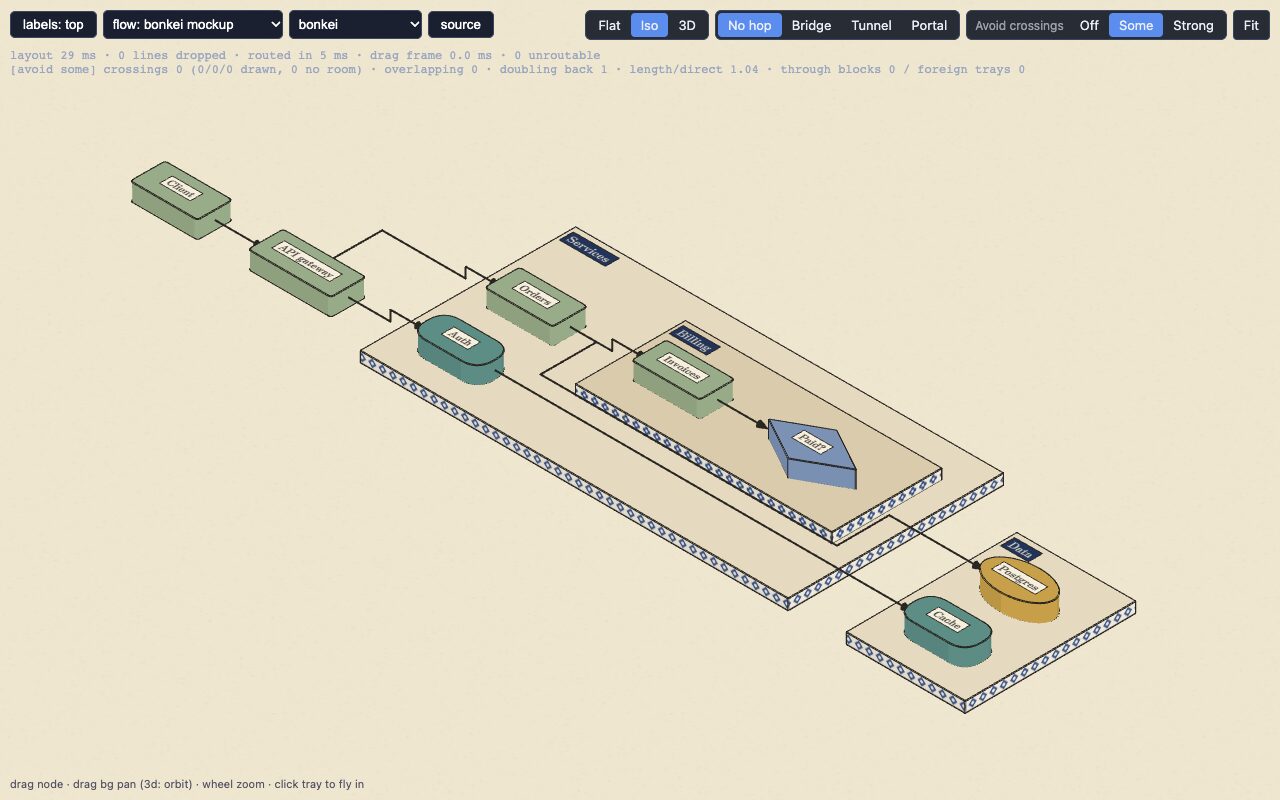 labels: top flow: bonkei mockup bonkei source Flat Iso 3D No hop Bridge Tunnel Portal Avoid crossings Off Some Strong Fit
layout 29 ms · 0 lines dropped · routed in 5 ms · drag frame 0.0 ms · 0 unroutable
[avoid some] crossings 0 (0/0/0 drawn, 0 no room) · overlapping 0 · doubling back 1 · length/direct 1.04 · through blocks 0 / foreign trays 0
Client
API gateway
Services
Orders
Auth
Billing
Invoices
Paid?
Data
Postgres
Cache
drag node · drag bg pan (3d: orbit) · wheel zoom · click tray to fly in